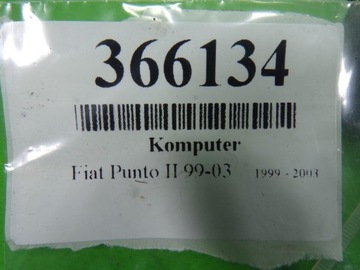 366134
Komputer
Fiat Punto II 99-03 1999 - 2003